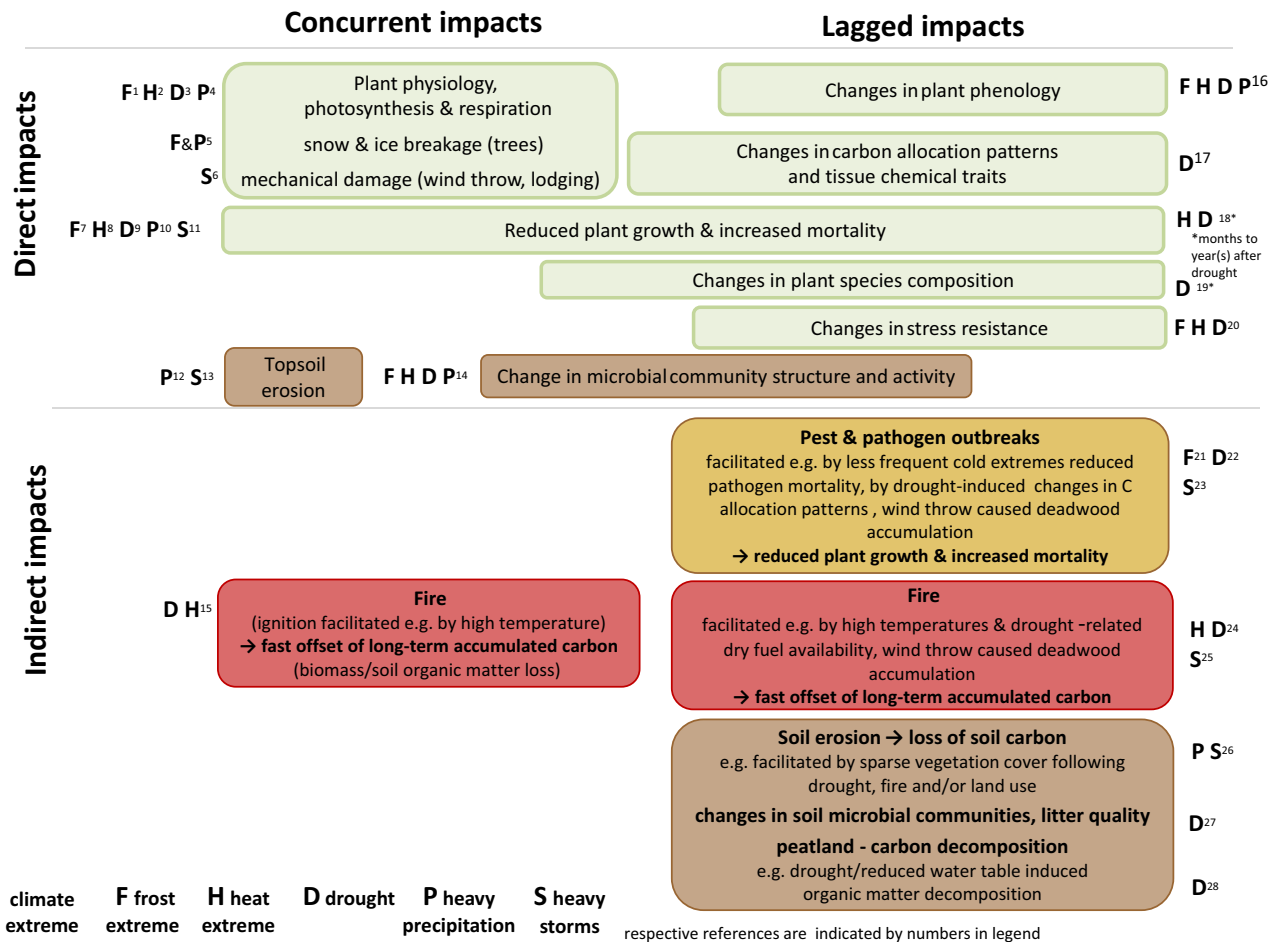 Concurrent impacts
Lagged impacts
Direct impacts
F1 H2 D3 P4
Plant physiology,
photosynthesis & respiration
F&P5
snow & ice breakage (trees)
S6
mechanical damage (wind throw, lodging)
Changes in plant phenology
F H D P16
Changes in carbon allocation patterns
and tissue chemical traits
D17
F7 H8 D9 P10 S11
Reduced plant growth & increased mortality
H D 18*
*months to
year(s) after
drought
Changes in plant species composition
D 19*
Changes in stress resistance
F H D20
P12 S13
Topsoil
erosion
F H D P14
Change in microbial community structure and activity
Indirect impacts
Pest & pathogen outbreaks
facilitated e.g. by less frequent cold extremes reduced
pathogen mortality, by drought-induced changes in C
allocation patterns , wind throw caused deadwood
accumulation
→ reduced plant growth & increased mortality
F21 D22
S23
D H15
Fire
(ignition facilitated e.g. by high temperature)
→ fast offset of long-term accumulated carbon
(biomass/soil organic matter loss)
Fire
facilitated e.g. by high temperatures & drought –related
dry fuel availability, wind throw caused deadwood
accumulation
→ fast offset of long-term accumulated carbon
H D24
S25
Soil erosion → loss of soil carbon
e.g. facilitated by sparse vegetation cover following
drought, fire and/or land use
P S26
changes in soil microbial communities, litter quality
D27
peatland - carbon decomposition
e.g. drought/reduced water table induced
organic matter decomposition
D28
climate
extreme
F frost
extreme
H heat
extreme
D drought
P heavy
precipitation
S heavy
storms
respective references are indicated by numbers in legend